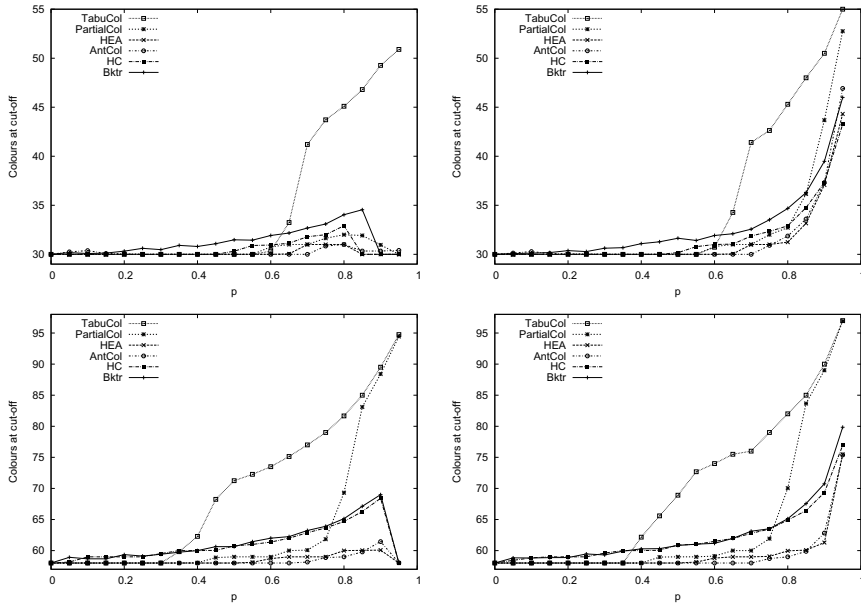 55
50
45
40
35
30
0
0.2
0.4
0.6
0.8
1
Colours at cut-off
p
TabuCol
PartialCol
HEA
AntCol
HC
Bktr
55
50
45
40
35
30
0
0.2
0.4
0.6
0.8
1
Colours at cut-off
p
TabuCol
PartialCol
HEA
AntCol
HC
Bktr
95
90
85
80
75
70
65
60
0
0.2
0.4
0.6
0.8
1
Colours at cut-off
p
TabuCol
PartialCol
HEA
AntCol
HC
Bktr
95
90
85
80
75
70
65
60
0
0.2
0.4
0.6
0.8
1
Colours at cut-off
p
TabuCol
PartialCol
HEA
AntCol
HC
Bktr